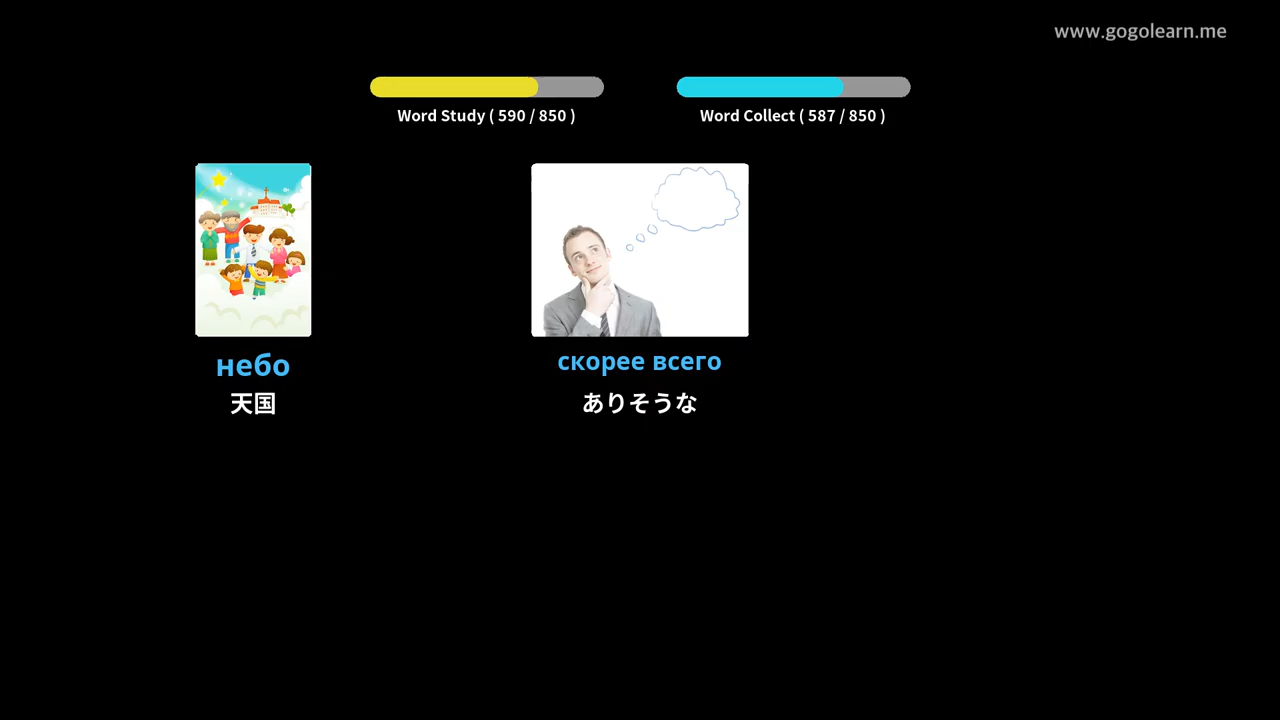 www.gogolearn.me
Word Study ( 590 / 850 )
Word Collect ( 587 / 850 )
небо
天国
скорее всего
ありそうな